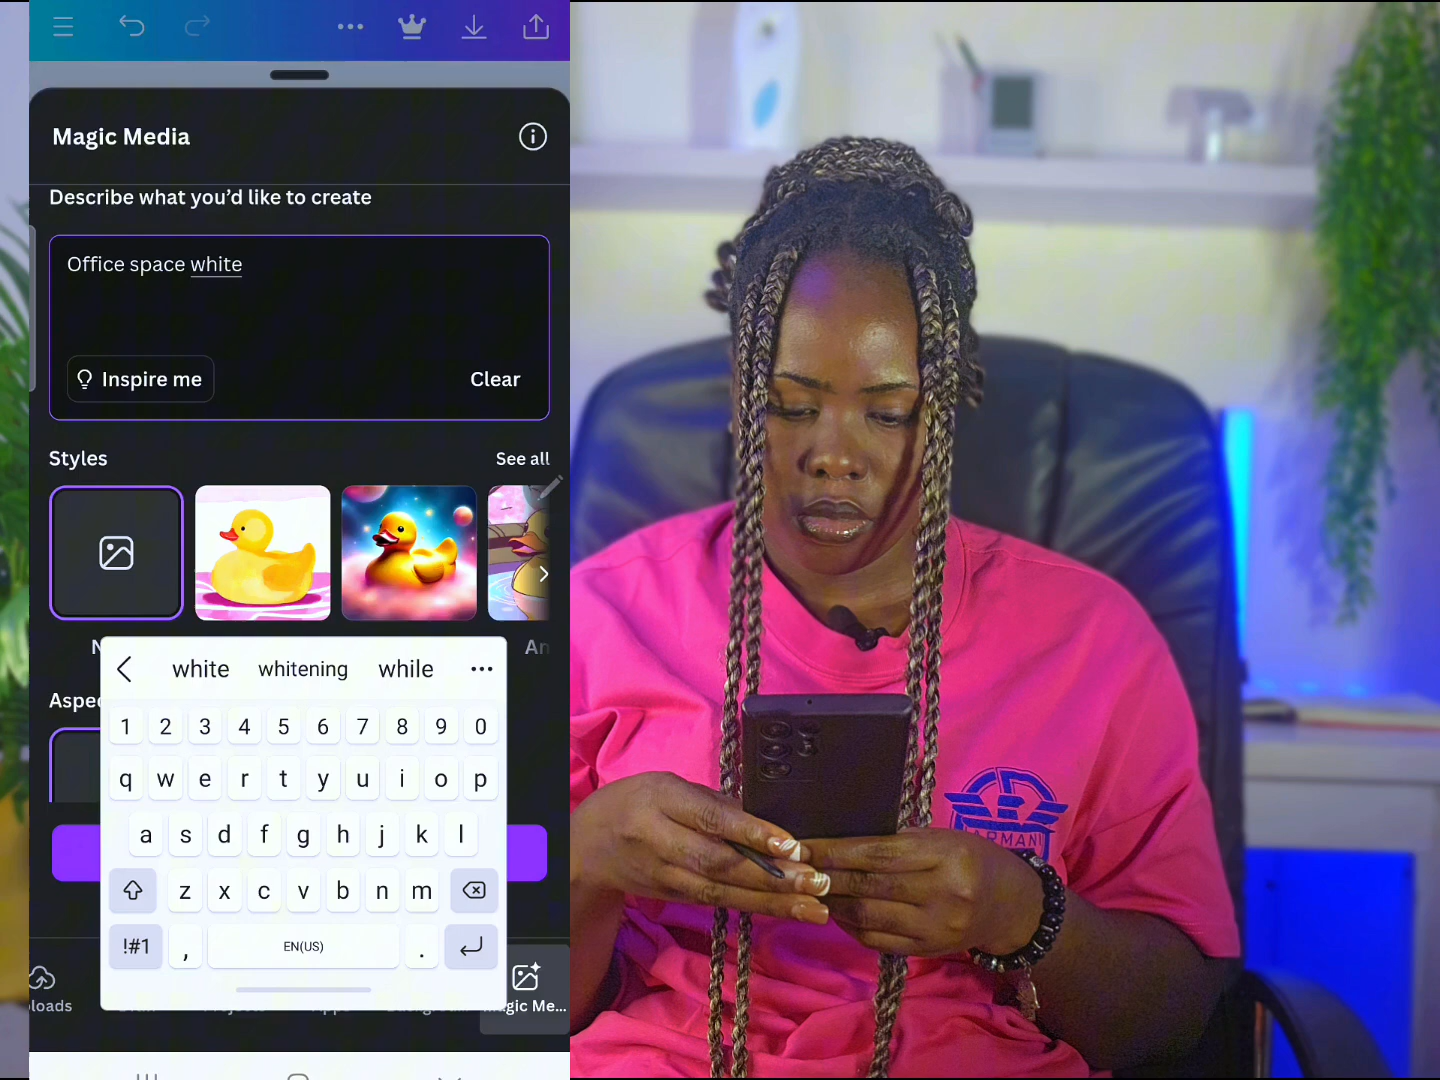 Magic Media
Describe what you’d like to create
Office space white
Inspire me
Clear
Styles
See all
An
white
whitening
while
1 2 3 4 5 6 7 8 9 0
q w e r t y u i o p
a s d f g h j k l
z x c v b n m
!#1 , EN(US) .
loads
gic Me...
ARMANI